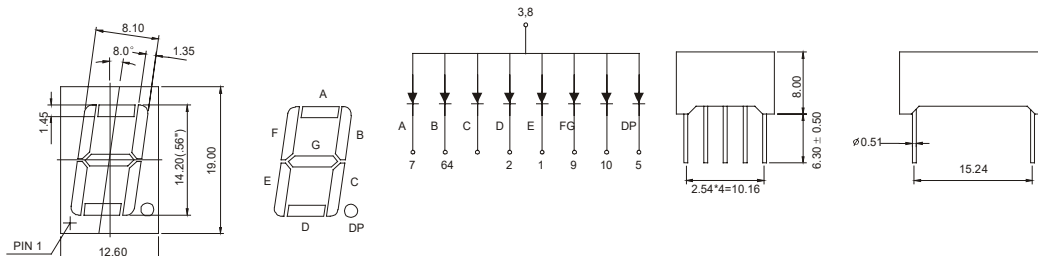 8.10
8.0°
1.35
1.45
14.20(.56")
19.00
PIN 1
12.60
A
F
B
G
E
C
D
DP
3,8
A B C D E FG DP
7 64 2 1 9 10 5
8.00
6.30 ± 0.50
2.54*4=10.16
Ø0.51
15.24